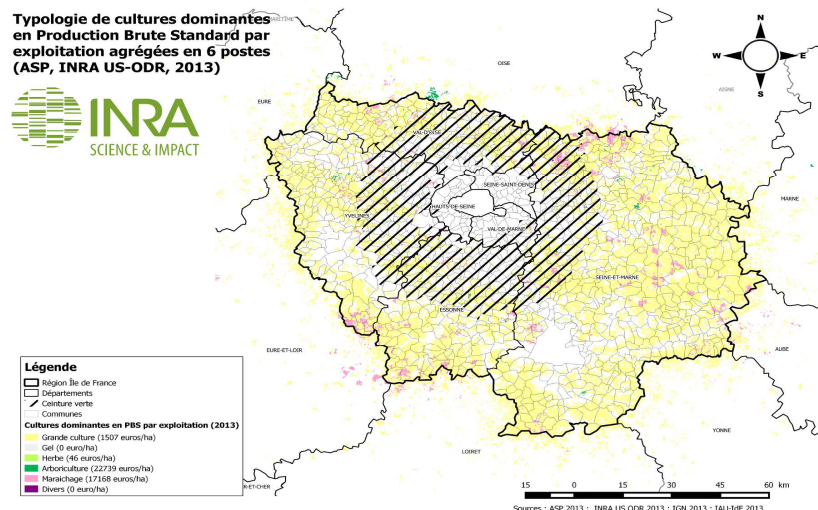 Typologie de cultures dominantes
en Production Brute Standard par
exploitation agrégées en 6 postes
(ASP, INRA US-ODR, 2013)
INRA
SCIENCE & IMPACT
N
W E
S
OISE
AISNE
EURE
VAL-D'OISE
SEINE-SAINT-DENIS
HAUTS-DE-SEINE
YVELINES
VAL-DE-MARNE
MARNE
SEINE-ET-MARNE
ESSONNE
EURE-ET-LOIR
AUBE
YONNE
LOIRET
Légende
Région Île de France
Départements
Ceinture verte
Communes
Cultures dominantes en PBS par exploitation (2013)
Grande culture (1507 euros/ha)
Gel (0 euro/ha)
Herbe (46 euros/ha)
Arboriculture (22739 euros/ha)
Maraichage (17168 euros/ha)
Divers (0 euro/ha)
R-ET-CHER
15 0 15 30 45 60 km
Sources : ASP 2013 ; INRA US ODR 2013 ; IGN 2013 ; IAU-IdF 2013